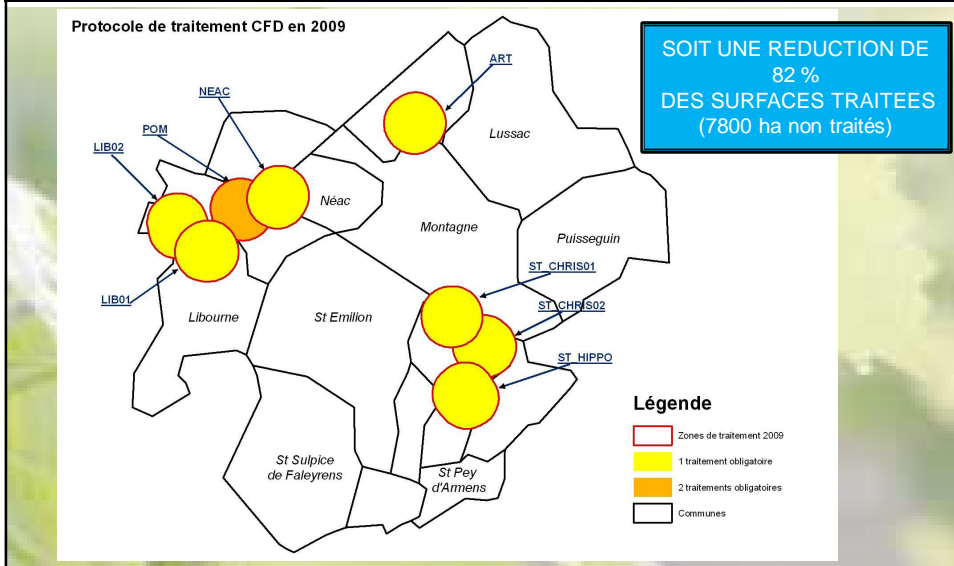 Protocole de traitement CFD en 2009
SOIT UNE REDUCTION DE
82 %
DES SURFACES TRAITEES
(7800 ha non traités)
ART
NEAC
POM
LIB02
Lussac
Néac
Montagne
Puisseguin
ST_CHRIS01
LIB01
ST_CHRIS02
Libourne
St Emilion
ST_HIPPO
Légende
Zones de traitement 2009
1 traitement obligatoire
2 traitements obligatoires
Communes
St Sulpice
de Faleyrens
St Pey
d'Armens